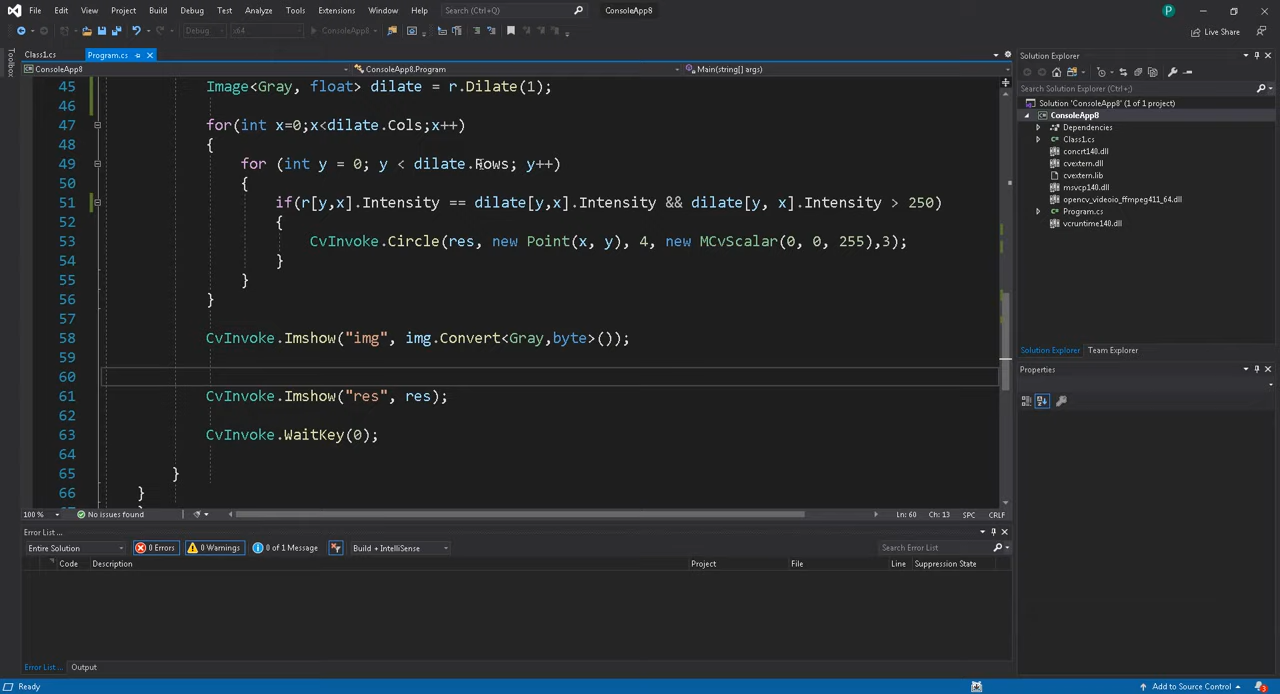 File Edit View Project Build Debug Test Analyze Tools Extensions Window Help Search (Ctrl+;) ConsoleApp8 P
Debug x64 ConsoleApp8 Live Share
Toolbox
Class1.cs Program.cs
ConsoleApp8 ConsoleApp8.Program Main(string[] args)
45 Image<Gray, float> dilate = r.Dilate(1);
46
47 for(int x=0;x<dilate.Cols;x++)
48 {
49 for (int y = 0; y < dilate.Rows; y++)
50 {
51 if(r[y,x].Intensity == dilate[y,x].Intensity && dilate[y, x].Intensity > 250)
52 {
53 CvInvoke.Circle(res, new Point(x, y), 4, new MCvScalar(0, 0, 255),3);
54 }
55 }
56 }
57
58 CvInvoke.Imshow("img", img.Convert<Gray,byte>());
59
60
61 CvInvoke.Imshow("res", res);
62
63 CvInvoke.WaitKey(0);
64
65 }
66 }
100 % No issues found Ln: 60 Ch: 13 SPC CRLF
Error List ...
Entire Solution 0 Errors 0 Warnings 0 of 1 Message Build + IntelliSense Search Error List
Code Description Project File Line Suppression State
Error List ... Output
Solution Explorer
Search Solution Explorer (Ctrl+;)
Solution 'ConsoleApp8' (1 of 1 project)
ConsoleApp8
Dependencies
Class1.cs
concrt140.dll
cvextern.dll
cvextern.lib
msvcp140.dll
opencv_videoio_ffmpeg411_64.dll
Program.cs
vcruntime140.dll
Solution Explorer Team Explorer
Properties
Ready Add to Source Control